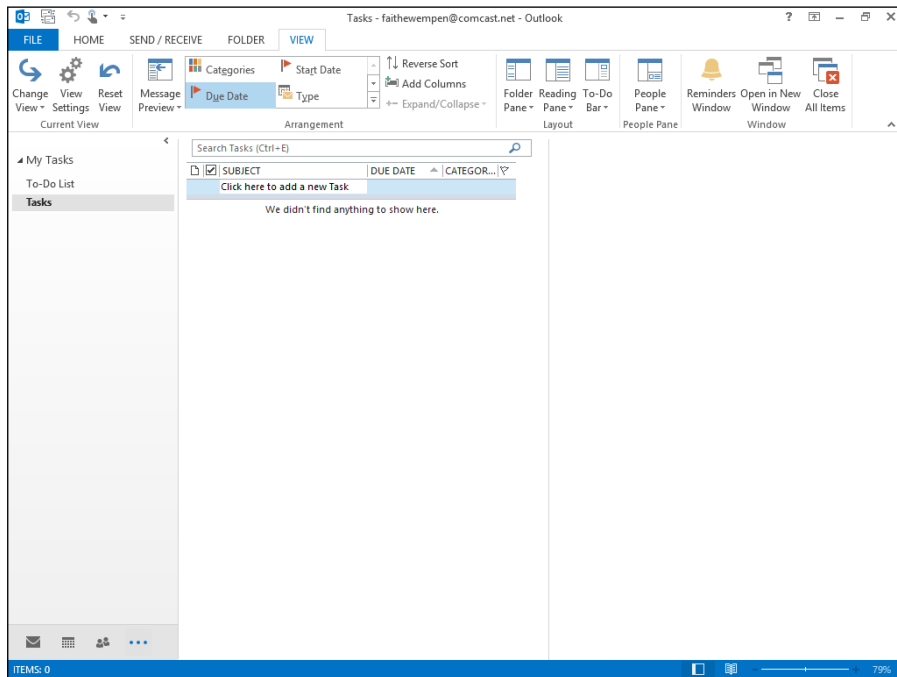 Tasks - faithewempen@comcast.net - Outlook
FILE HOME SEND / RECEIVE FOLDER VIEW
Change View View Settings Reset View
Current View
Message Preview
Categories Start Date
Due Date Type
Reverse Sort
Add Columns
Expand/Collapse
Arrangement
Folder Pane Reading Pane To-Do Bar
Layout
People Pane
People Pane
Reminders Window Open in New Window Close All Items
Window
My Tasks
To-Do List
Tasks
Search Tasks (Ctrl+E)
SUBJECT DUE DATE CATEGOR...
Click here to add a new Task
We didn't find anything to show here.
ITEMS: 0
79%